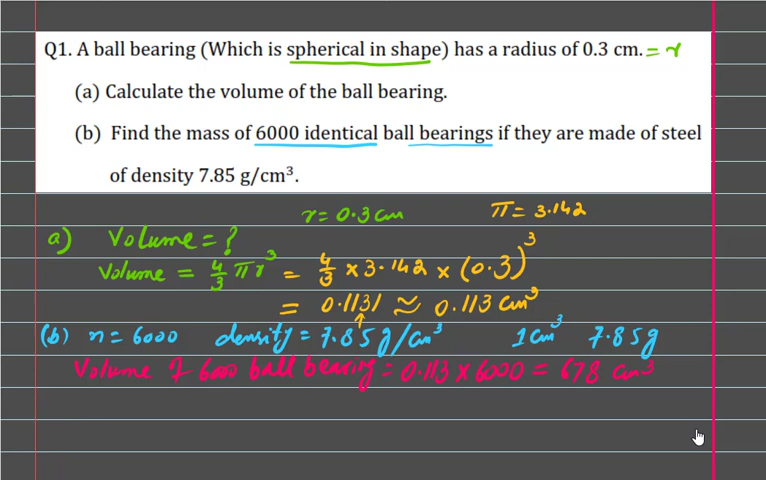 Q1. A ball bearing (Which is spherical in shape) has a radius of 0.3 cm. = r
(a) Calculate the volume of the ball bearing.
(b) Find the mass of 6000 identical ball bearings if they are made of steel
of density 7.85 g/cm³.
r = 0.3 cm π = 3.142
a) Volume = ?
Volume = 4/3 π r³ = 4/3 × 3.142 × (0.3)³
= 0.1131 ≈ 0.113 cm³
(b) n = 6000 density = 7.85 g/cm³ 1 cm³ 7.85g
Volume of 6000 ball bearing = 0.113 × 6000 = 678 cm³